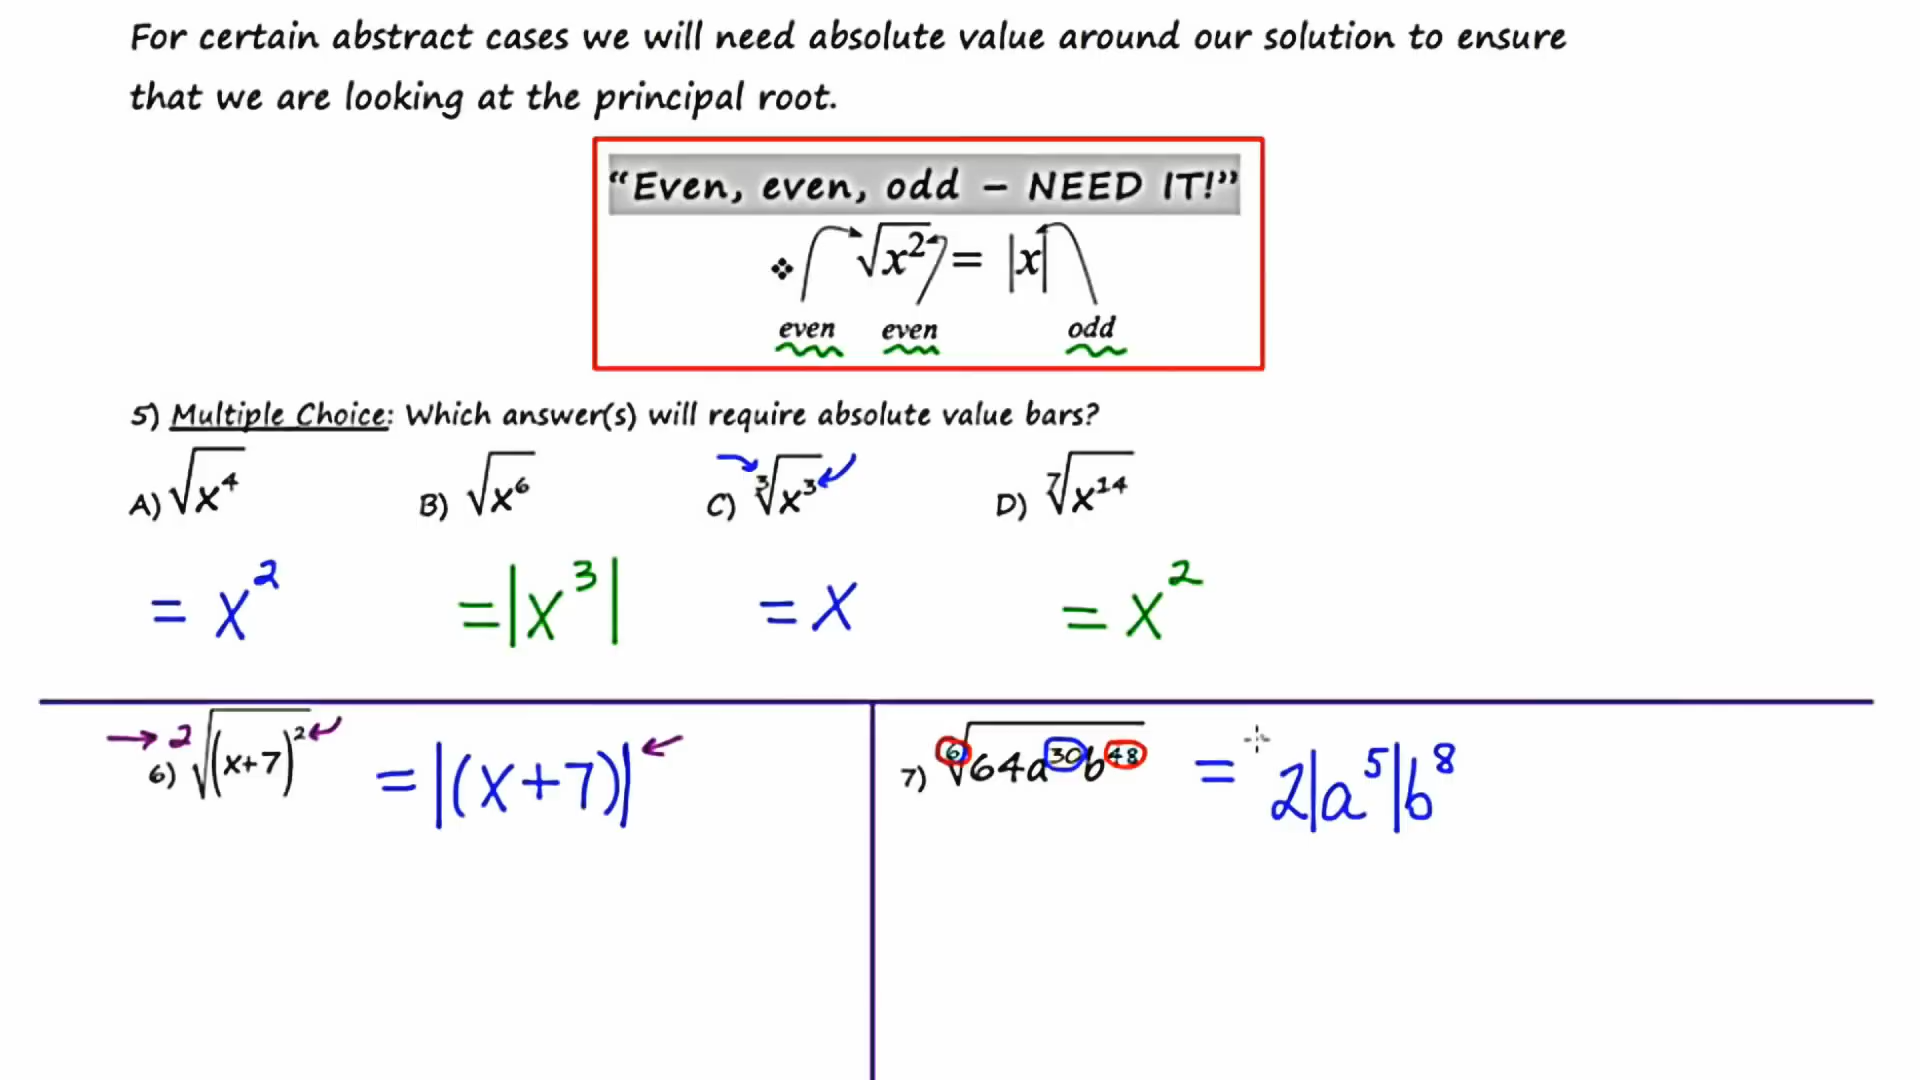 For certain abstract cases we will need absolute value around our solution to ensure
that we are looking at the principal root.
“Even, even, odd – NEED IT!”
❖ √x² = |x|
even even odd
5) Multiple Choice: Which answer(s) will require absolute value bars?
A) √x⁴ B) √x⁶ C) ³√x³ D) ⁷√x¹⁴
= x² = |x³| = x = x²
6) ²√(x+7)² = |(x+7)|
7) ⁶√64a³⁰b⁴⁸ = 2|a⁵|b⁸